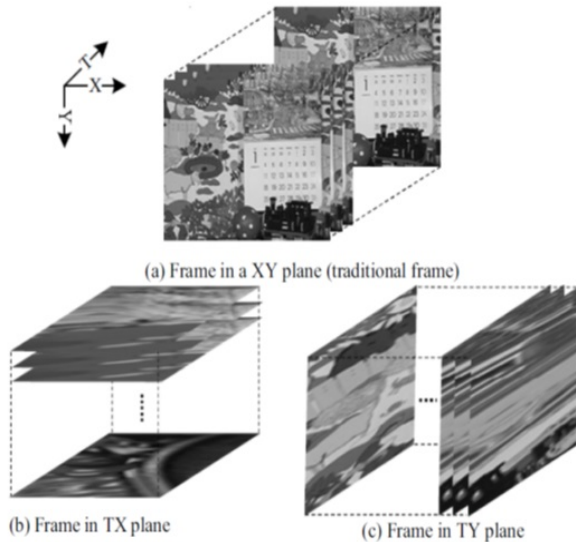 T
X
Y
(a) Frame in a XY plane (traditional frame)
(b) Frame in TX plane
(c) Frame in TY plane